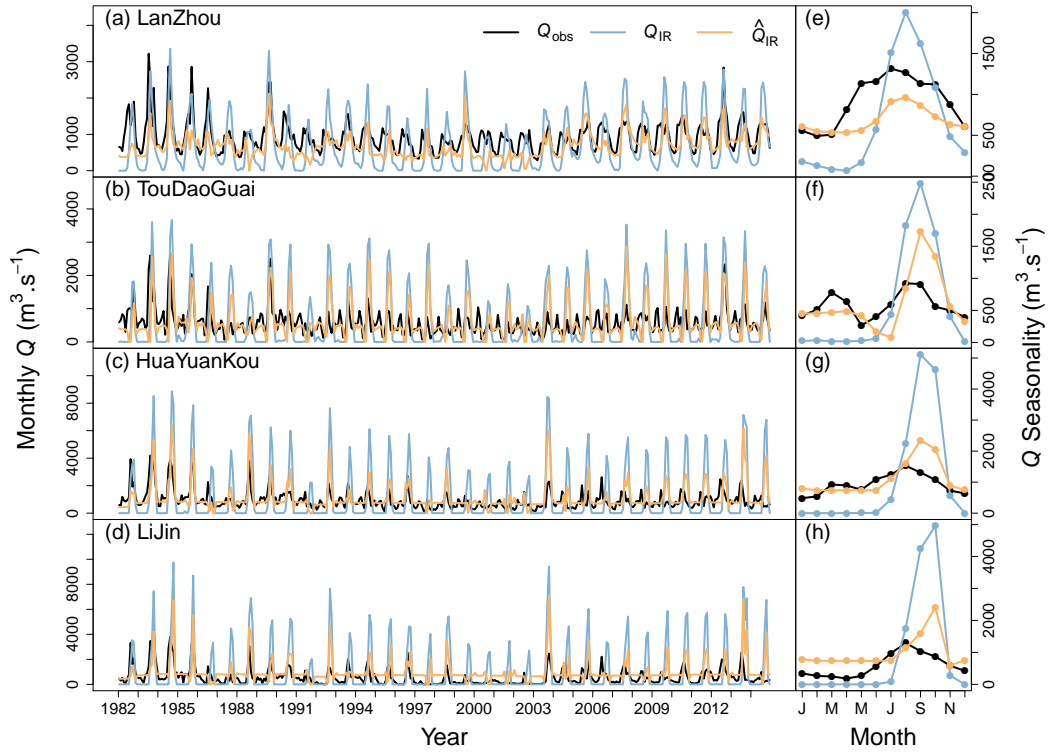 (a) LanZhou
Q_obs Q_IR Q̂_IR
(e)
0 1000 3000
500 500 1500
(b) TouDaoGuai
(f)
0 2000 4000
0 500 1500 2500
(c) HuaYuanKou
(g)
0 4000 8000
0 1000 2000 4000
(d) LiJin
(h)
0 4000 8000
0 1000 2000 4000
Monthly Q (m³.s⁻¹)
Q Seasonality (m³.s⁻¹)
1982 1985 1988 1991 1994 1997 2000 2003 2006 2009 2012
J M M J S N
Year
Month